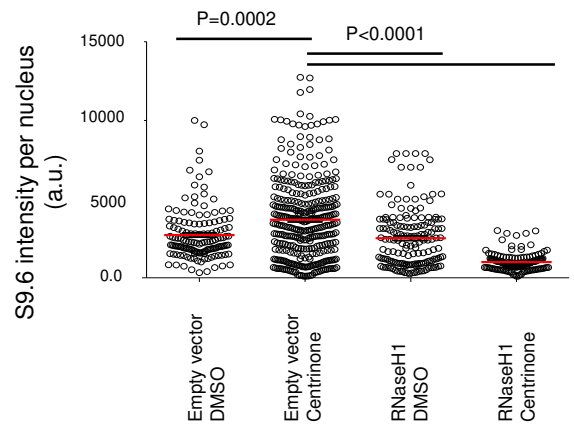 P=0.0002
P<0.0001
15000
10000
5000
0.0
S9.6 intensity per nucleus
(a.u.)
Empty vector
DMSO
Empty vector
Centrinone
RNaseH1
DMSO
RNaseH1
Centrinone